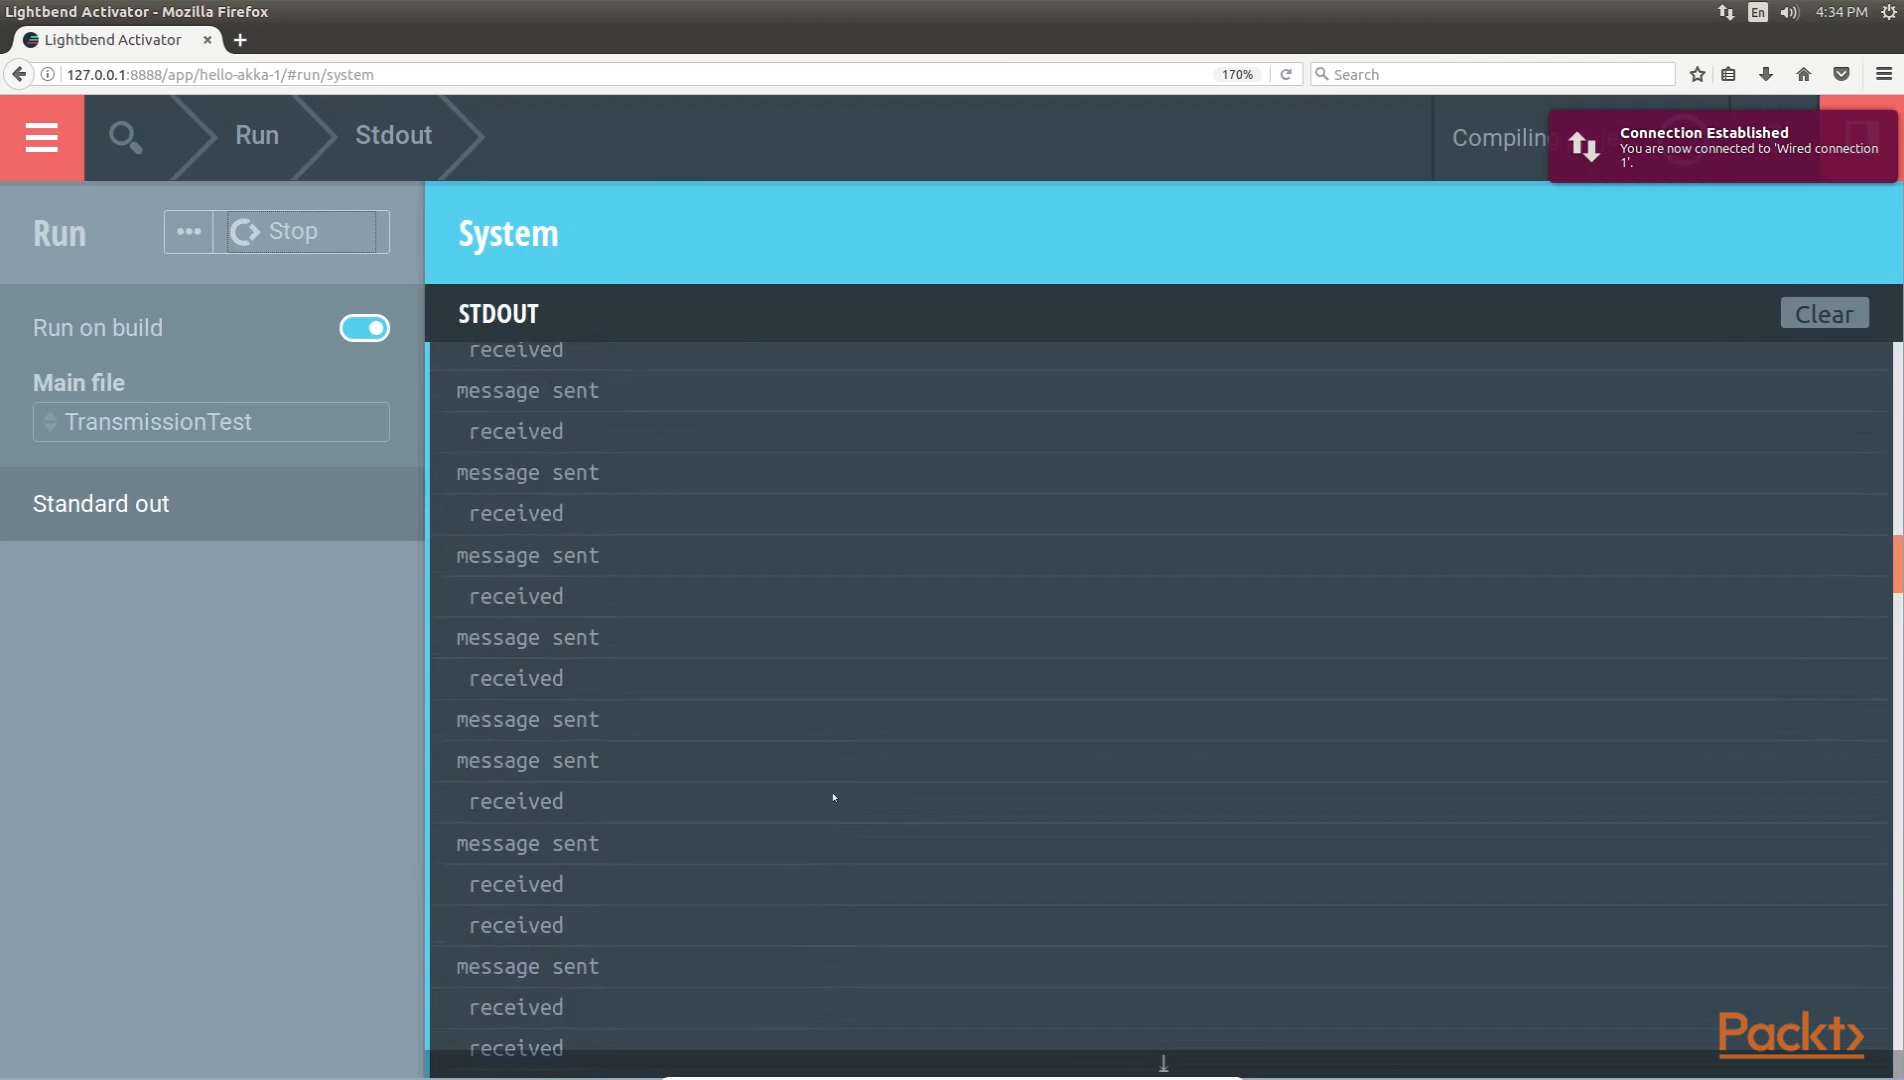 Lightbend Activator - Mozilla Firefox
En
4:34 PM
Lightbend Activator
127.0.0.1:8888/app/hello-akka-1/#run/system
170%
Search
Run
Stdout
Connection Established
You are now connected to 'Wired connection
1'.
Run
Stop
System
STDOUT
Clear
Run on build
Main file
TransmissionTest
Standard out
received
message sent
received
message sent
received
message sent
received
message sent
received
message sent
message sent
received
message sent
received
received
message sent
received
received
Packt